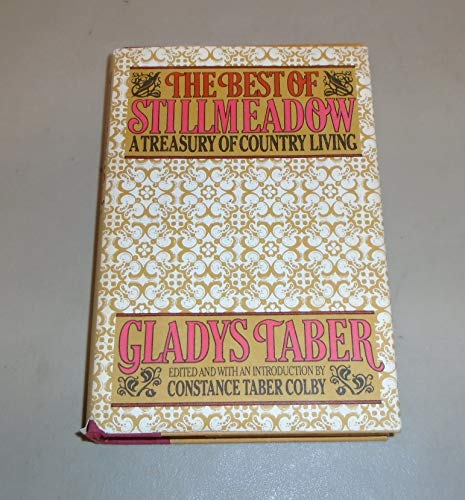 THE BEST OF
STILLMEADOW
A TREASURY OF COUNTRY LIVING
GLADYS TABER
EDITED AND WITH AN INTRODUCTION BY
CONSTANCE TABER COLBY